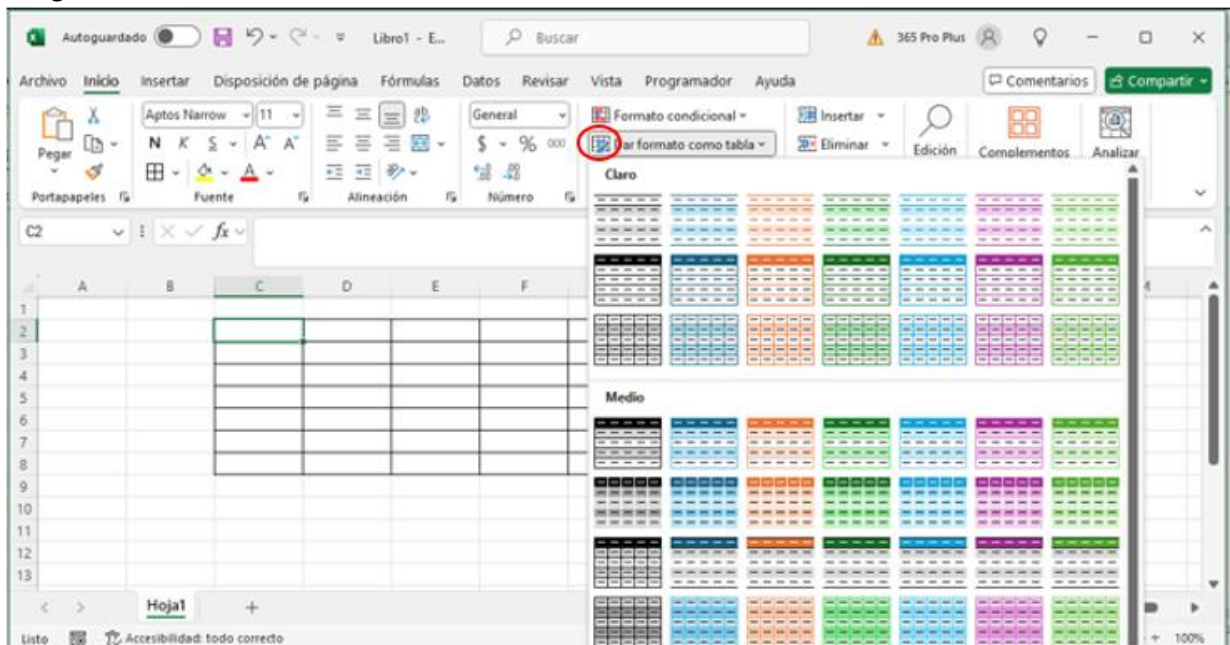 Autoguardado
Libro1 - E...
Buscar
365 Pro Plus
Archivo Inicio Insertar Disposición de página Fórmulas Datos Revisar Vista Programador Ayuda
Comentarios
Compartir
Pegar
Portapapeles
Aptos Narrow 11
N K S A A
A
Fuente
Alineación
General
$ % 000
Número
Formato condicional
Dar formato como tabla
Insertar
Eliminar
Edición
Complementos
Analizar
C2
fx
Claro
Medio
A B C D E F
1
2
3
4
5
6
7
8
9
10
11
12
13
Hoja1
Listo
Accesibilidad: todo correcto
100%